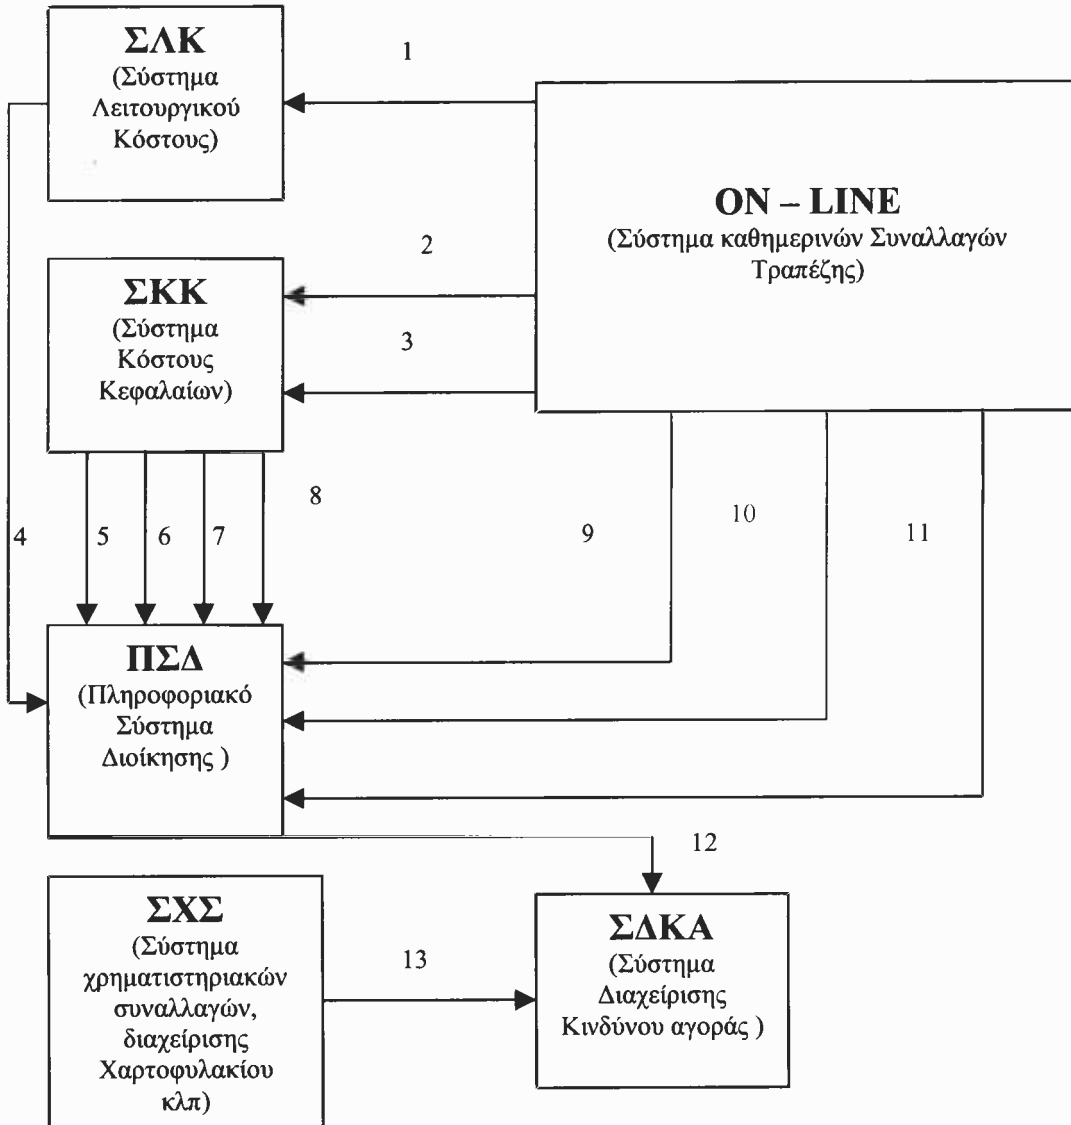 ΣΛΚ
(Σύστημα
Λειτουργικού
Κόστους)
1
ON – LINE
(Σύστημα καθημερινών Συναλλαγών
Τραπέζης)
2
ΣΚΚ
(Σύστημα
Κόστους
Κεφαλαίων)
3
4
5
6
7
8
9
10
11
ΠΣΔ
(Πληροφοριακό
Σύστημα
Διοίκησης )
12
ΣΧΣ
(Σύστημα
χρηματιστηριακών
συναλλαγών,
διαχείρισης
Χαρτοφυλακίου
κλπ)
13
ΣΔΚΑ
(Σύστημα
Διαχείρισης
Κινδύνου αγοράς )